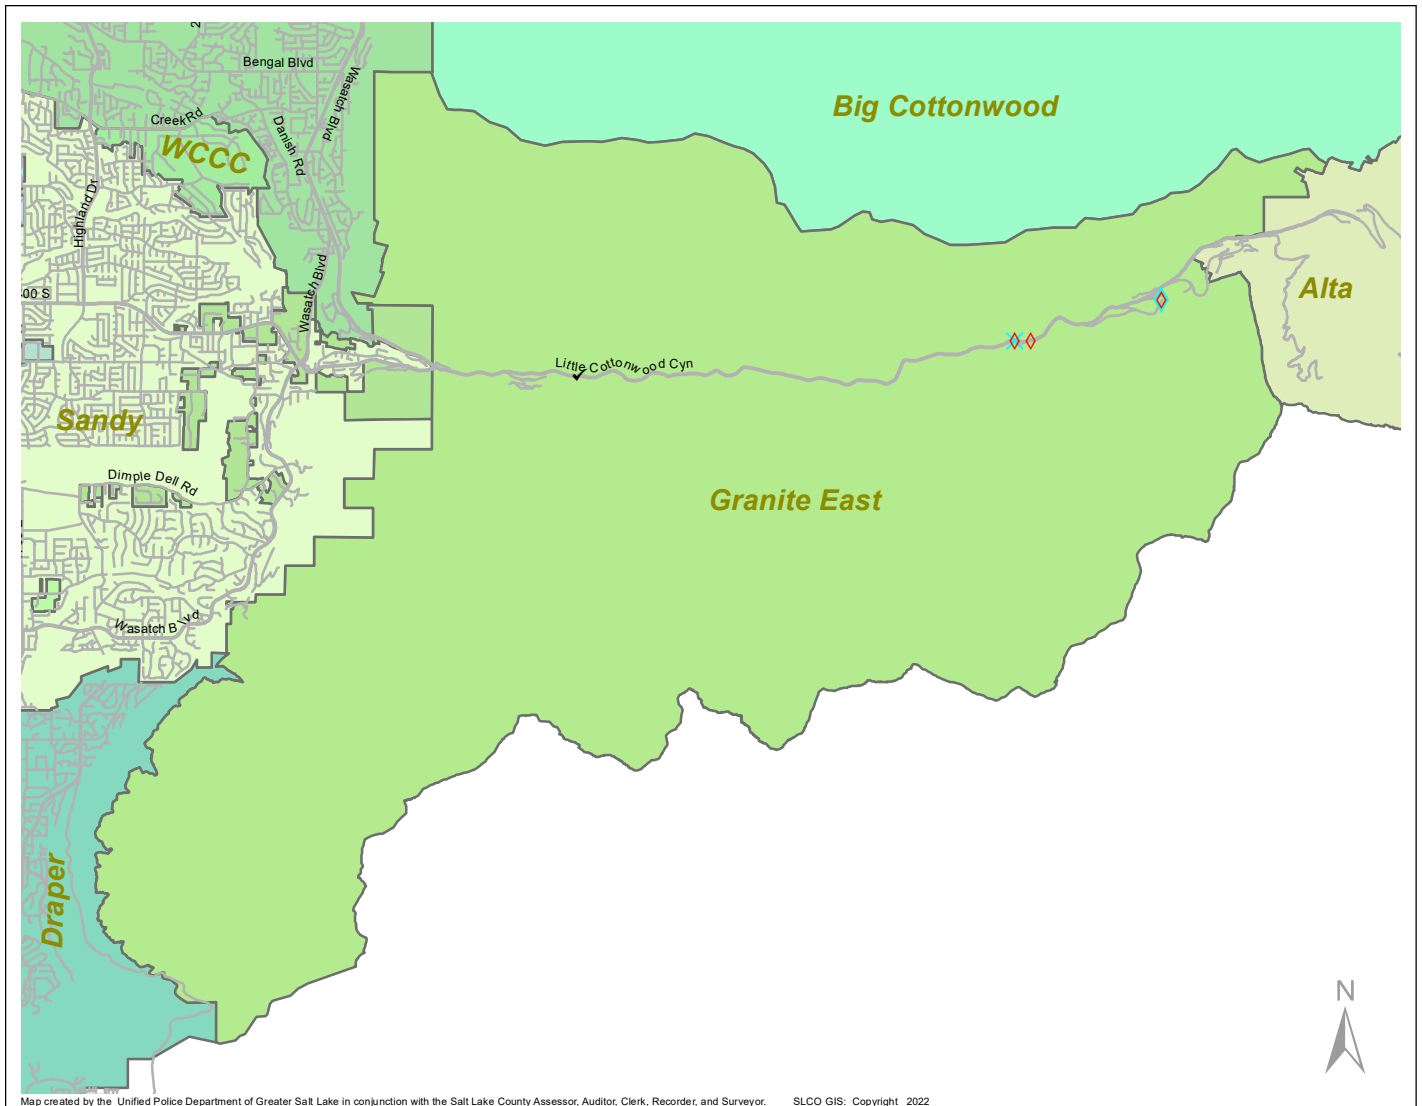 2
Bengal Blvd
Wasatch Blvd
Big Cottonwood
Creek Rd
Danish Rd
WCCC
Highland Dr
Wasatch Blvd
00 S
Alta
Little Cottonwood Cyn
Sandy
Dimple Dell Rd
Granite East
Wasatch Blvd
Draper
N
Map created by the Unified Police Department of Greater Salt Lake in conjunction with the Salt Lake County Assessor, Auditor, Clerk, Recorder, and Surveyor. SLCO GIS: Copyright 2022